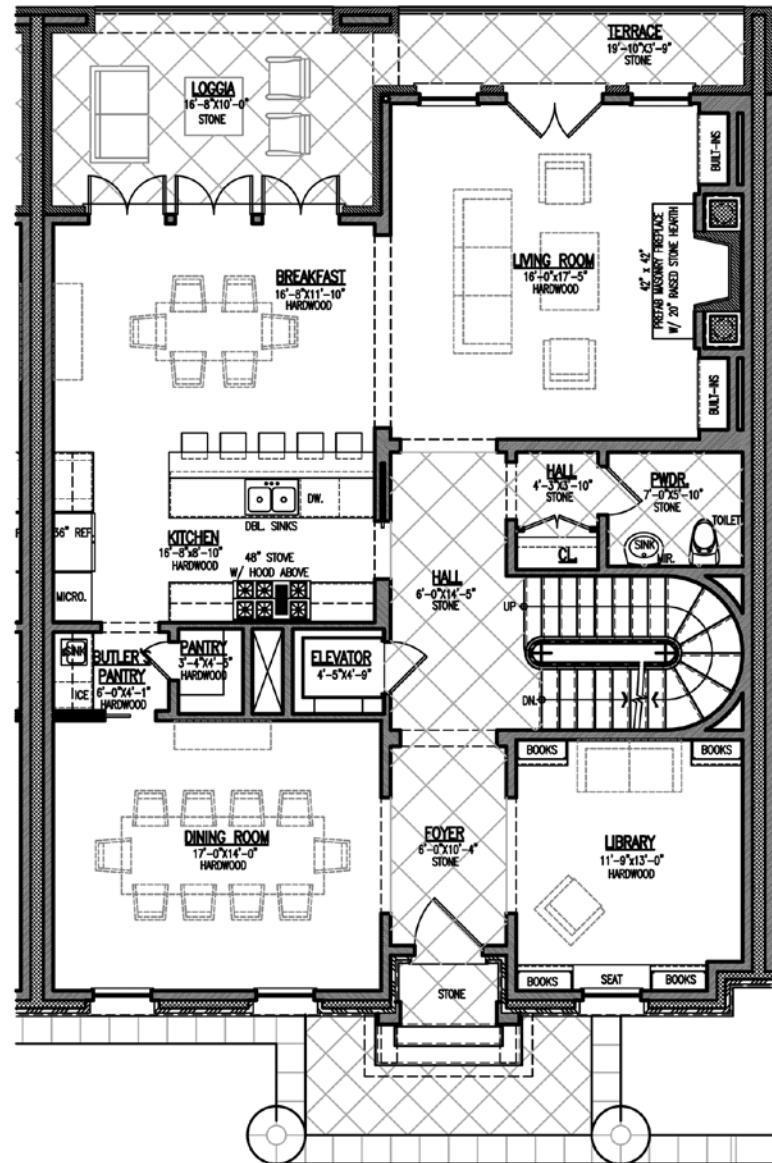 TERRACE
19'-10"X3'-9"
STONE
LOGGIA
16'-8"X10'-0"
STONE
BUILT-INS
LIVING ROOM
16'-0"X17'-5"
HARDWOOD
42" x 42"
PREFAB MASONRY FIREPLACE
W/ 20" RAISED STONE HEARTH
BREAKFAST
16'-8"X11'-10"
HARDWOOD
BUILT-INS
HALL
4'-3"X3'-10"
STONE
PWDR.
7'-0"X5'-10"
STONE
TOILET
SINK
MIR.
CL.
DW.
DBL. SINKS
KITCHEN
16'-8"x8'-10"
HARDWOOD
48" STOVE
W/ HOOD ABOVE
36" REF.
MICRO.
HALL
6'-0"X14'-5"
STONE
UP
DN.
SINK
BUTLER'S
PANTRY
6'-0"X4'-1"
HARDWOOD
ICE
PANTRY
3'-4"X4'-5"
HARDWOOD
ELEVATOR
4'-5"X4'-9"
BOOKS
BOOKS
DINING ROOM
17'-0"X14'-0"
HARDWOOD
FOYER
6'-0"X10'-4"
STONE
LIBRARY
11'-9"x13'-0"
HARDWOOD
BOOKS
SEAT
BOOKS
STONE